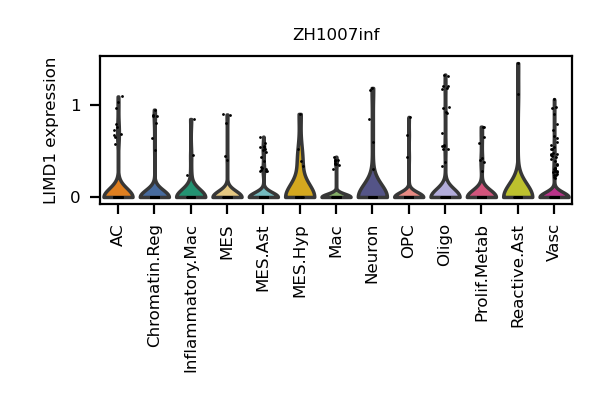 ZH1007inf
LIMD1 expression
1
0
AC
Chromatin.Reg
Inflammatory.Mac
MES
MES.Ast
MES.Hyp
Mac
Neuron
OPC
Oligo
Prolif.Metab
Reactive.Ast
Vasc